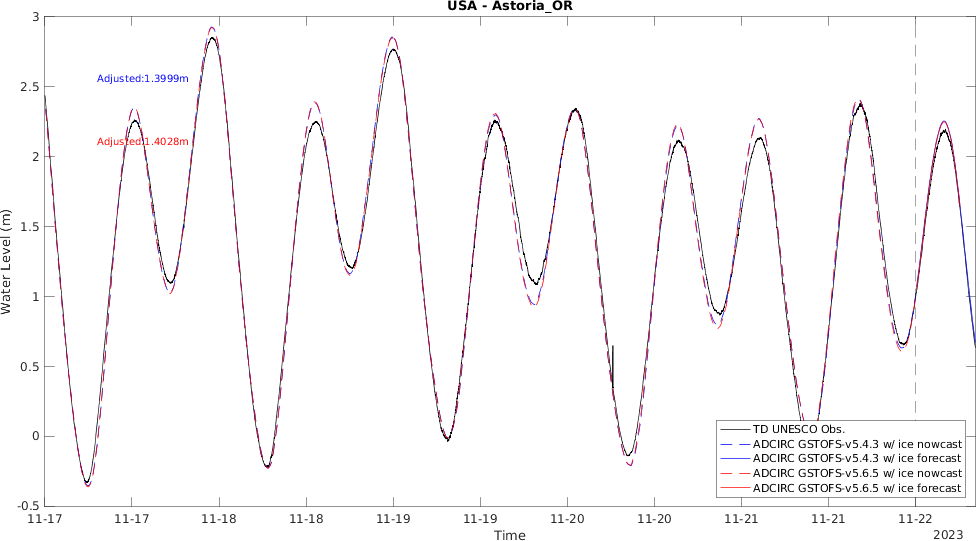 USA - Astoria_OR
3
2.5
2
1.5
1
0.5
0
-0.5
Water Level (m)
Adjusted:1.3999m
Adjusted:1.4028m
TD UNESCO Obs.
ADCIRC GSTOFS-v5.4.3 w/ ice nowcast
ADCIRC GSTOFS-v5.4.3 w/ ice forecast
ADCIRC GSTOFS-v5.6.5 w/ ice nowcast
ADCIRC GSTOFS-v5.6.5 w/ ice forecast
11-17 11-17 11-18 11-18 11-19 11-19 11-20 11-20 11-21 11-21 11-22
Time
2023